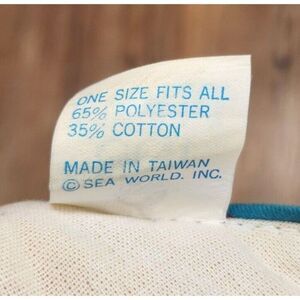 ONE SIZE FITS ALL
65% POLYESTER
35% COTTON
MADE IN TAIWAN
© SEA WORLD. INC.